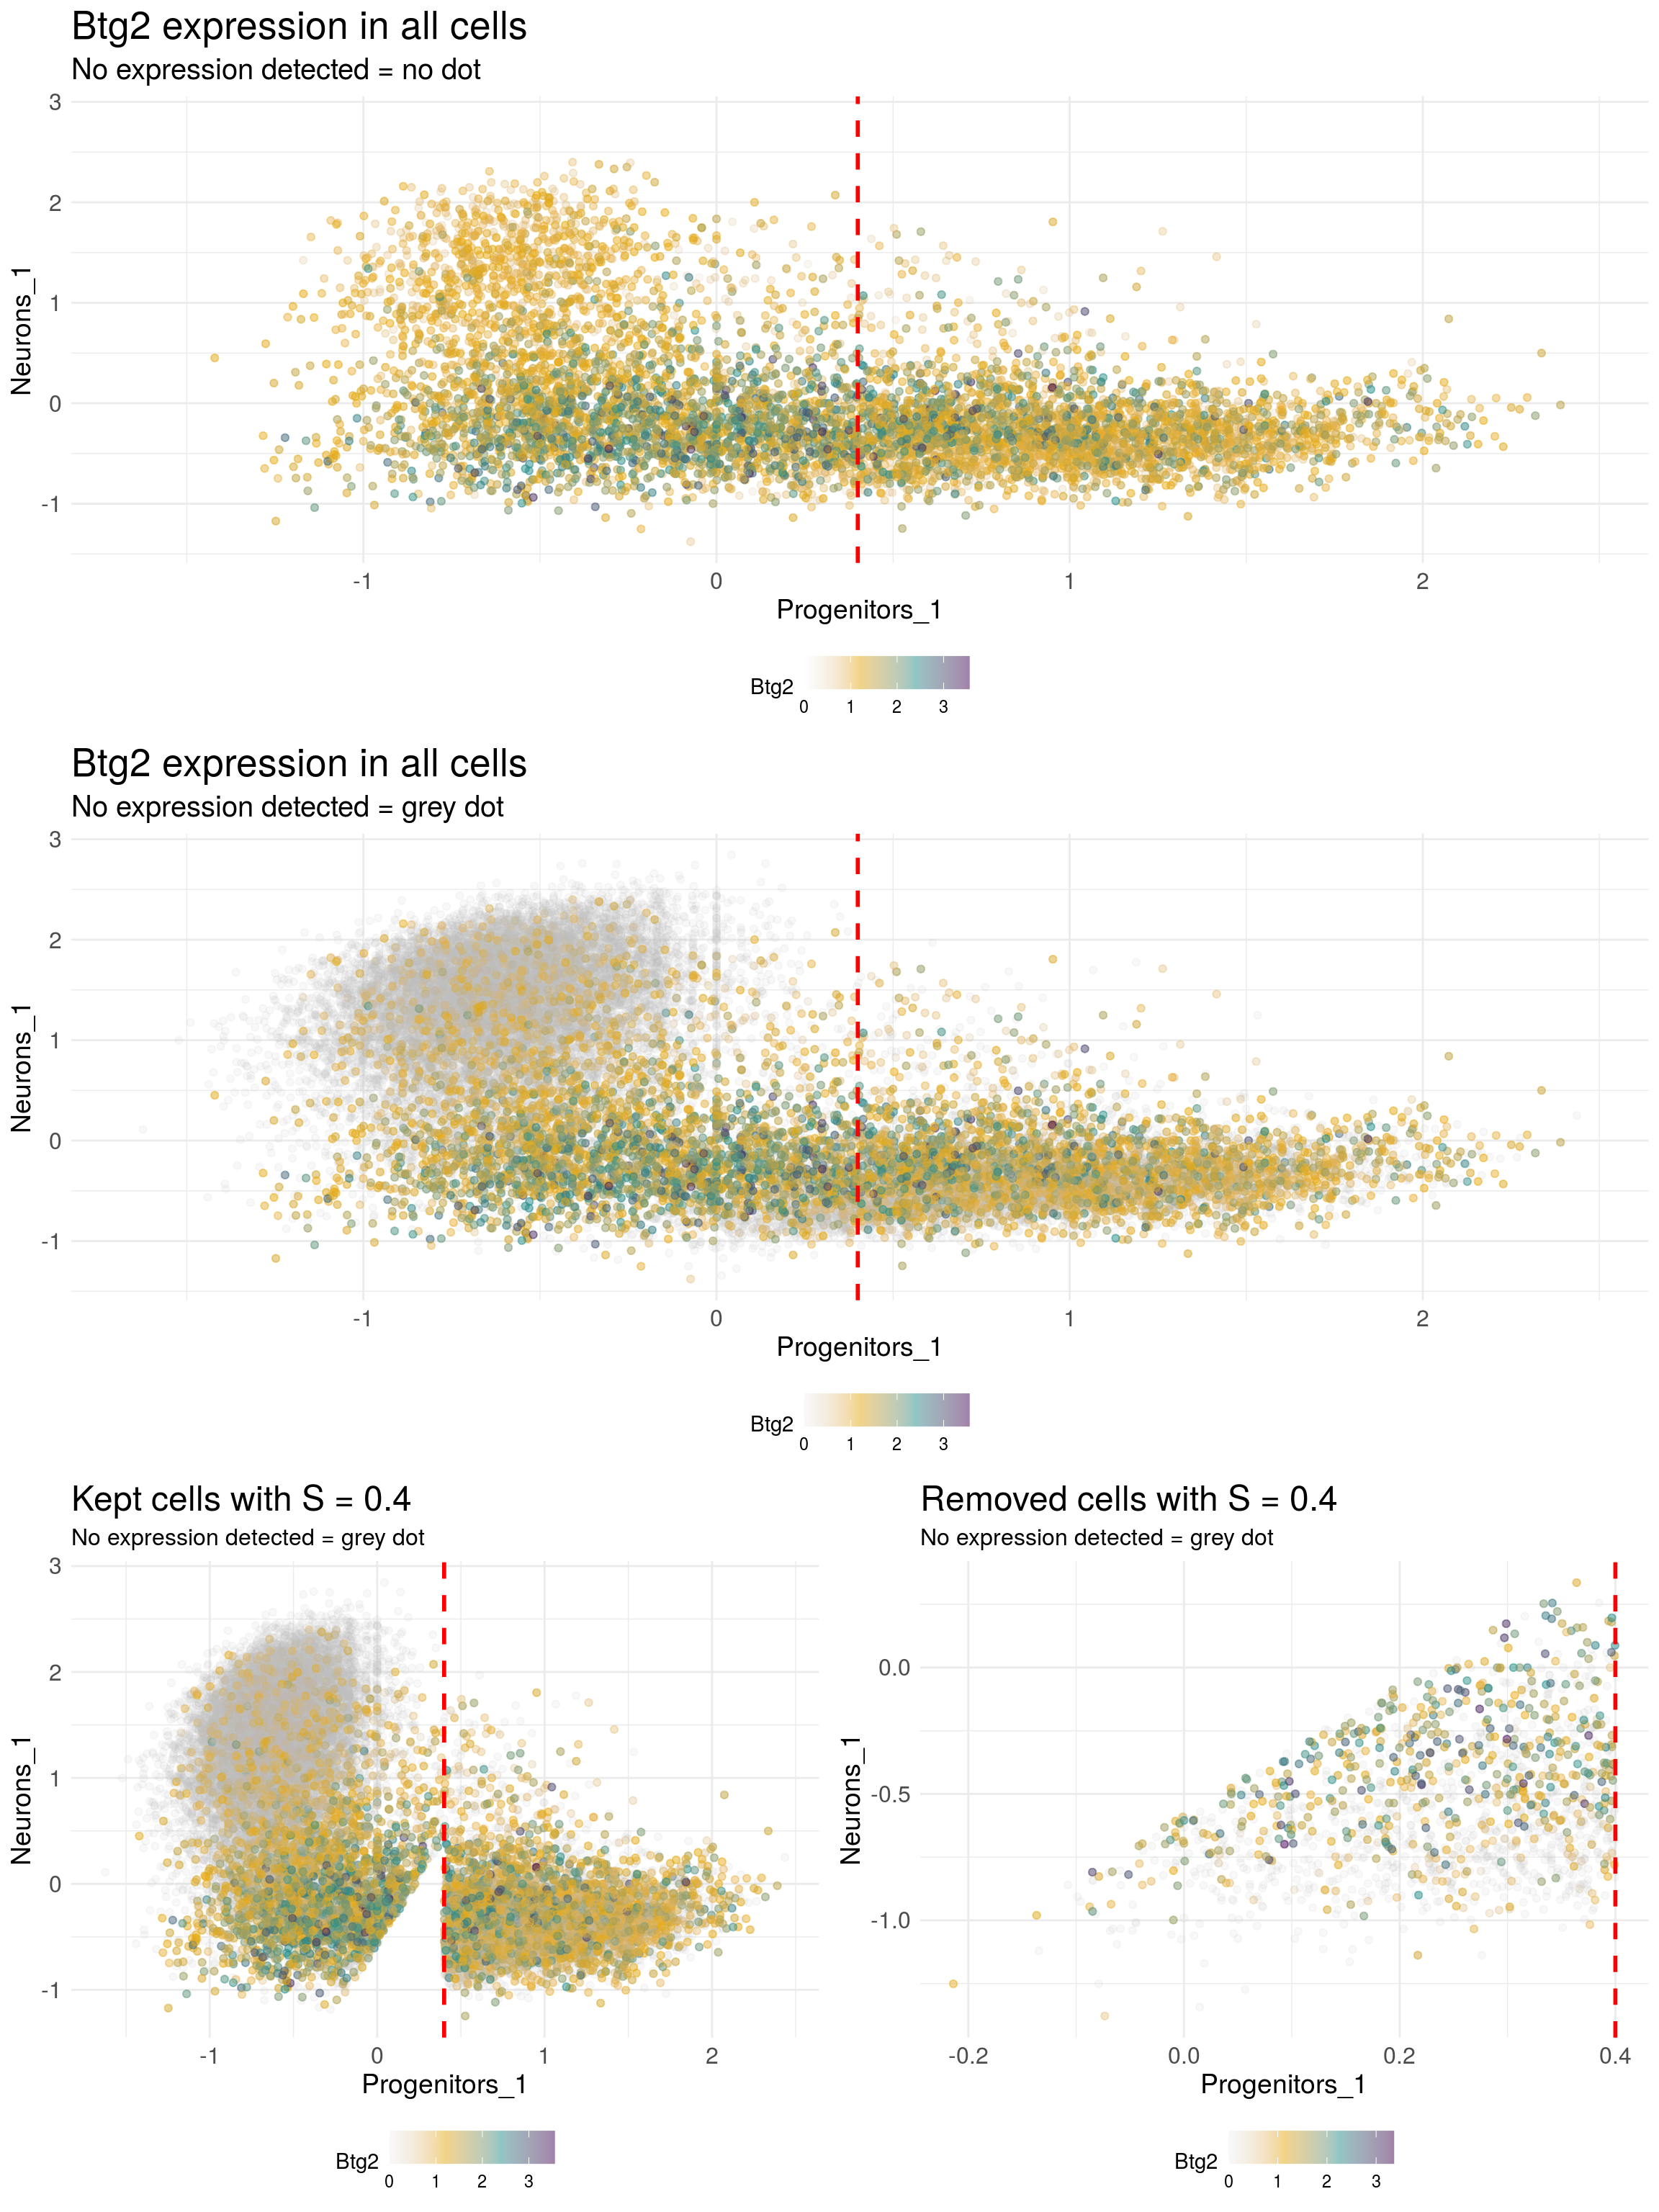 Btg2 expression in all cells
No expression detected = no dot
3
2
1
0
-1
Neurons_1
-1 0 1 2
Progenitors_1
Btg2
0 1 2 3
Btg2 expression in all cells
No expression detected = grey dot
3
2
1
0
-1
Neurons_1
-1 0 1 2
Progenitors_1
Btg2
0 1 2 3
Kept cells with S = 0.4
No expression detected = grey dot
3
2
1
0
-1
Neurons_1
-1 0 1 2
Progenitors_1
Btg2
0 1 2 3
Removed cells with S = 0.4
No expression detected = grey dot
0.0
-0.5
-1.0
Neurons_1
-0.2 0.0 0.2 0.4
Progenitors_1
Btg2
0 1 2 3